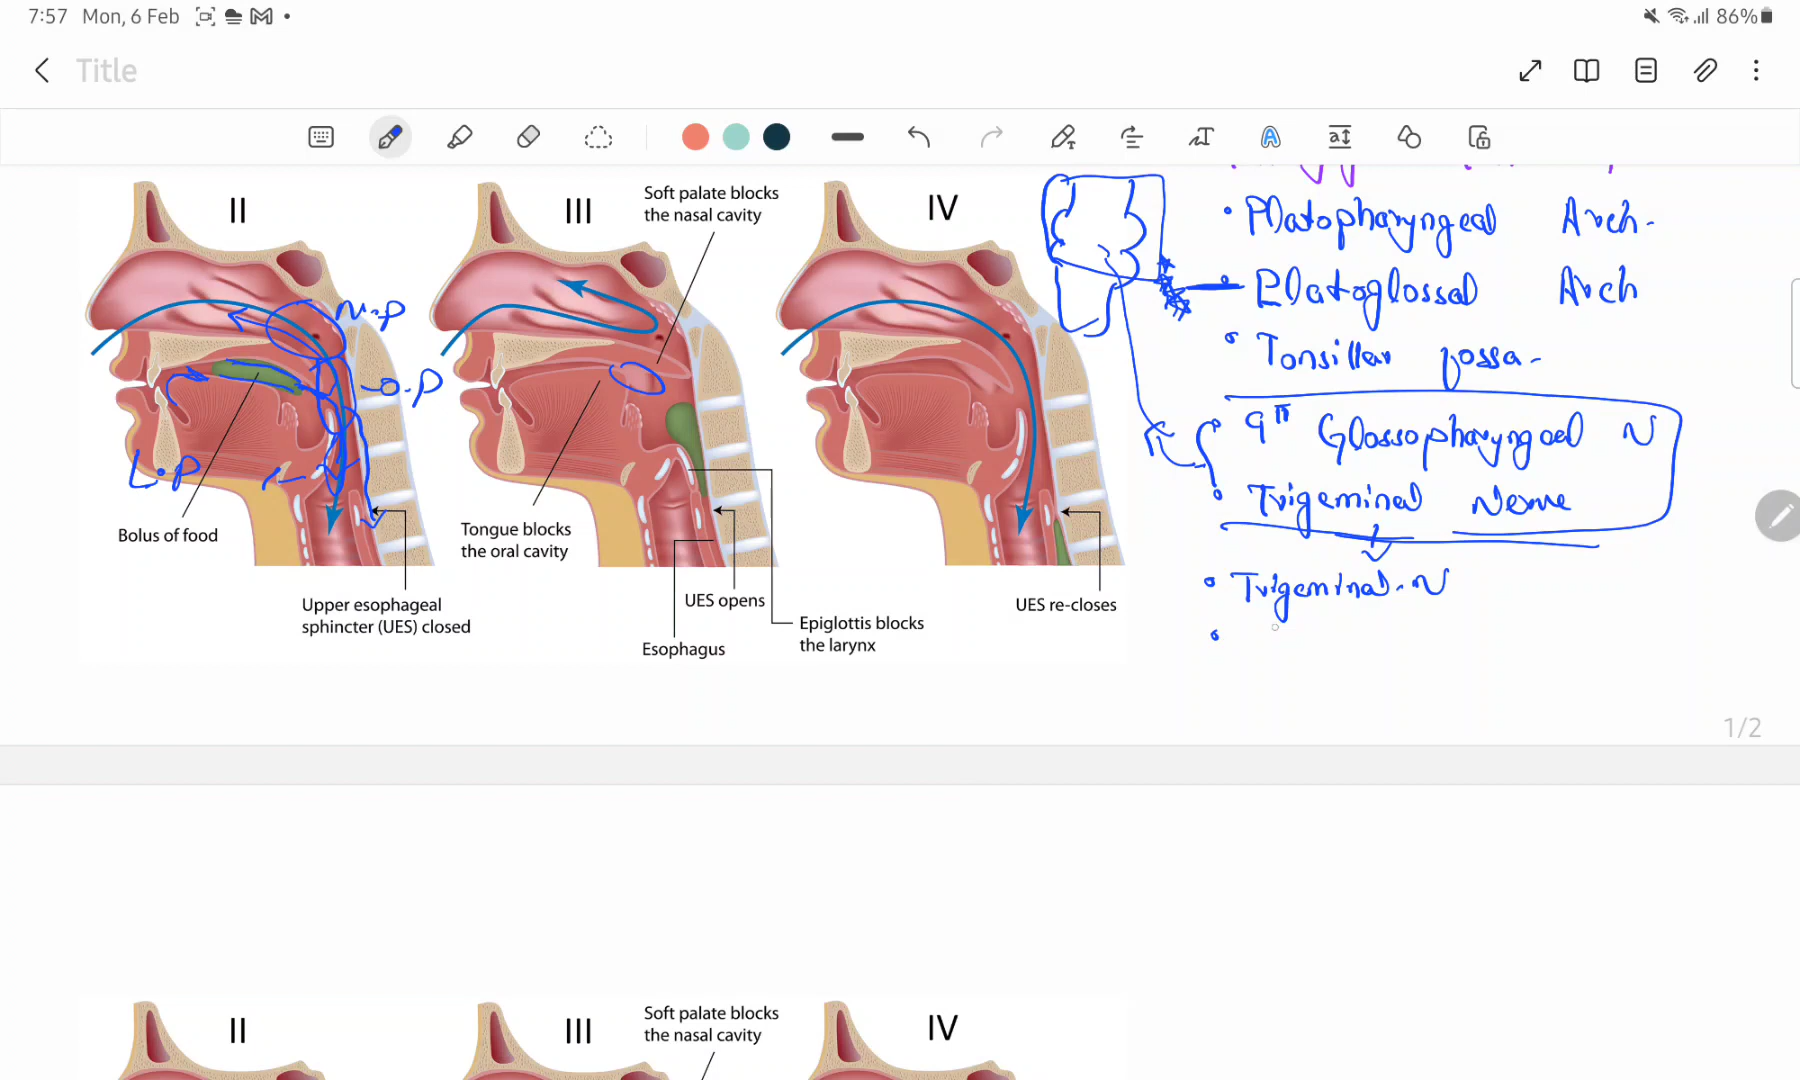 7:57 Mon, 6 Feb
86%
Title
II
III
IV
Soft palate blocks
the nasal cavity
N.P
O.P
L.P
Bolus of food
Tongue blocks
the oral cavity
Upper esophageal
sphincter (UES) closed
UES opens
Esophagus
Epiglottis blocks
the larynx
UES re-closes
• Platopharyngeal Arch.
• Platoglossal Arch
• Tonsillar fossa.
• 9th Glossopharyngeal N
• Trigeminal Nerve
• Trigeminal. N
•
1/2
II
III
IV
Soft palate blocks
the nasal cavity